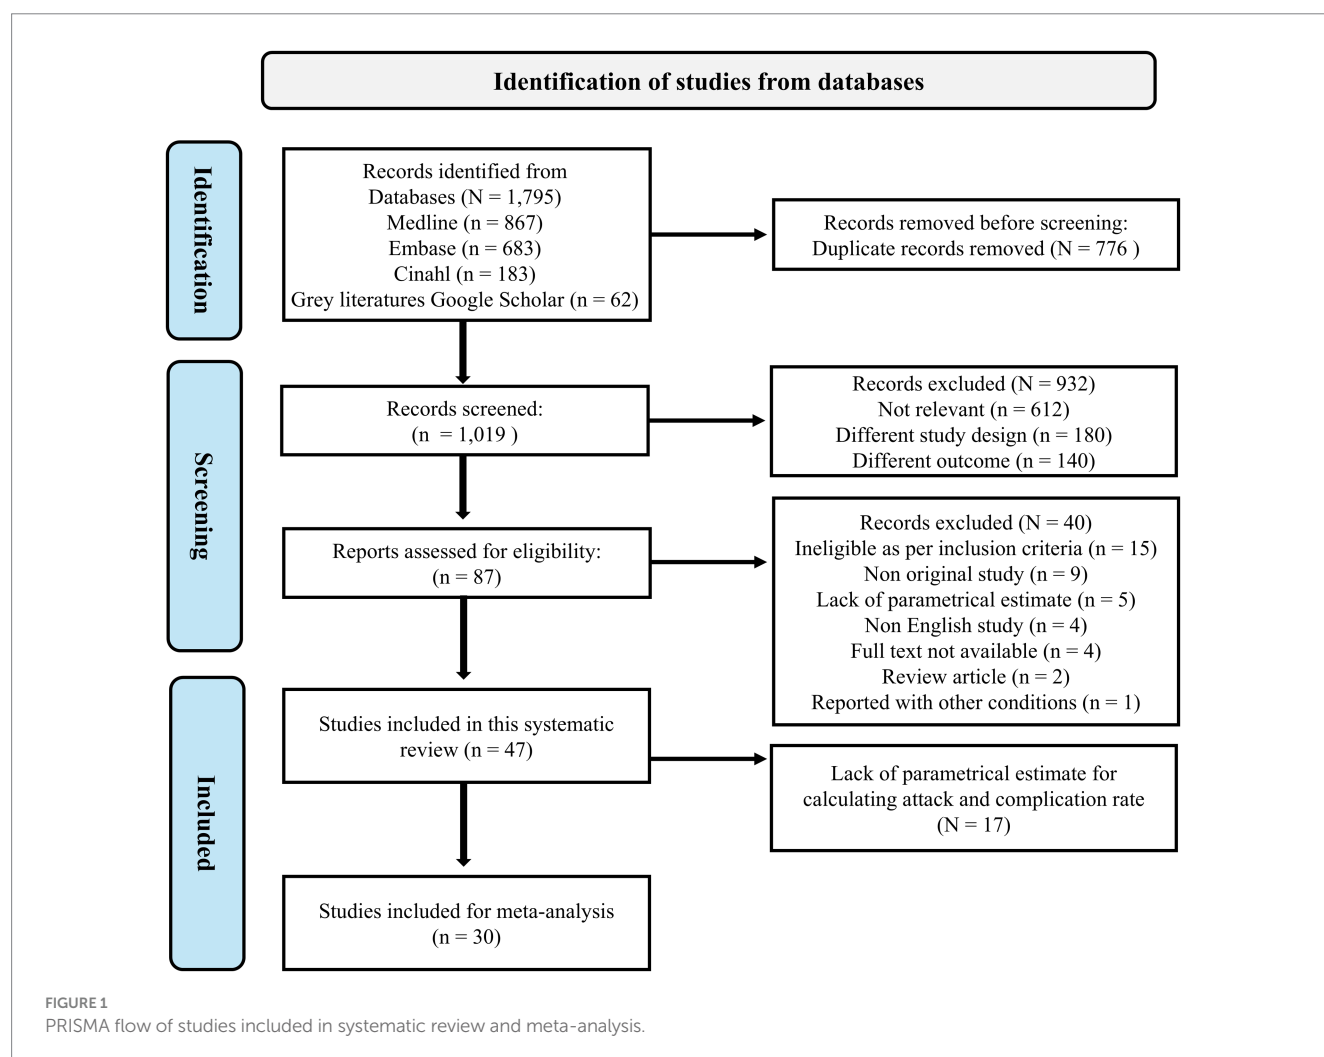 Identification of studies from databases
Identification
Records identified from
Databases (N = 1,795)
Medline (n = 867)
Embase (n = 683)
Cinahl (n = 183)
Grey literatures Google Scholar (n = 62)
Records removed before screening:
Duplicate records removed (N = 776 )
Screening
Records screened:
(n = 1,019 )
Records excluded (N = 932)
Not relevant (n = 612)
Different study design (n = 180)
Different outcome (n = 140)
Reports assessed for eligibility:
(n = 87)
Records excluded (N = 40)
Ineligible as per inclusion criteria (n = 15)
Non original study (n = 9)
Lack of parametrical estimate (n = 5)
Non English study (n = 4)
Full text not available (n = 4)
Review article (n = 2)
Reported with other conditions (n = 1)
Included
Studies included in this systematic
review (n = 47)
Lack of parametrical estimate for
calculating attack and complication rate
(N = 17)
Studies included for meta-analysis
(n = 30)
FIGURE 1
PRISMA flow of studies included in systematic review and meta-analysis.